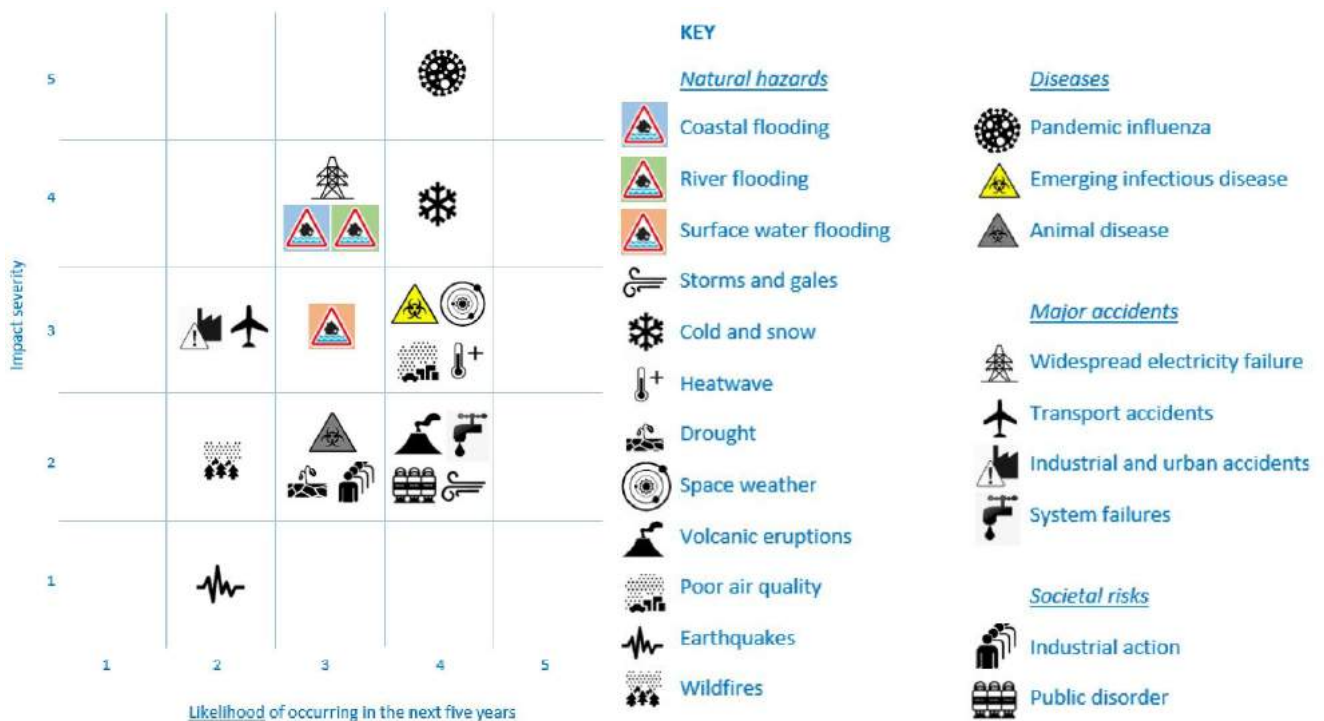 5
4
3
2
1
Impact severity
1 2 3 4 5
Likelihood of occurring in the next five years
KEY
Natural hazards
Coastal flooding
River flooding
Surface water flooding
Storms and gales
Cold and snow
Heatwave
Drought
Space weather
Volcanic eruptions
Poor air quality
Earthquakes
Wildfires
Diseases
Pandemic influenza
Emerging infectious disease
Animal disease
Major accidents
Widespread electricity failure
Transport accidents
Industrial and urban accidents
System failures
Societal risks
Industrial action
Public disorder